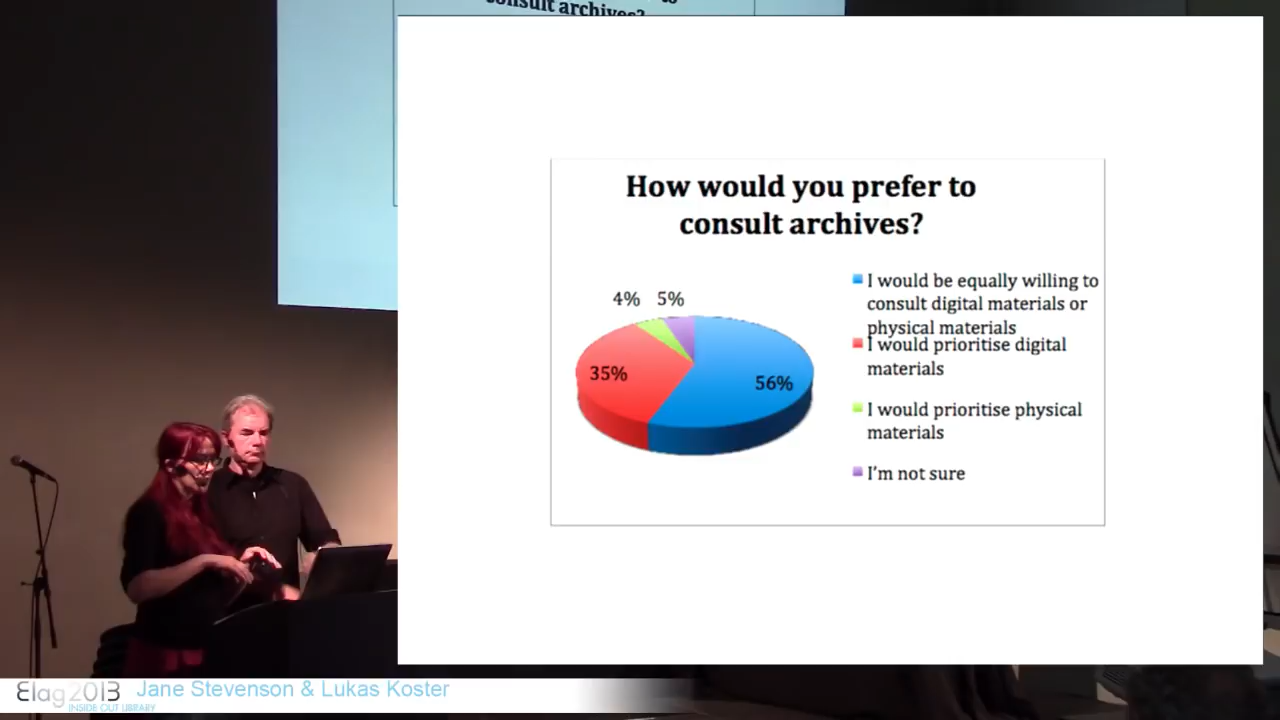 consult archives?
How would you prefer to
consult archives?
4%
5%
35%
56%
I would be equally willing to
consult digital materials or
physical materials
I would prioritise digital
materials
I would prioritise physical
materials
I'm not sure
Elag2013
INSIDE OUT LIBRARY
Jane Stevenson & Lukas Koster